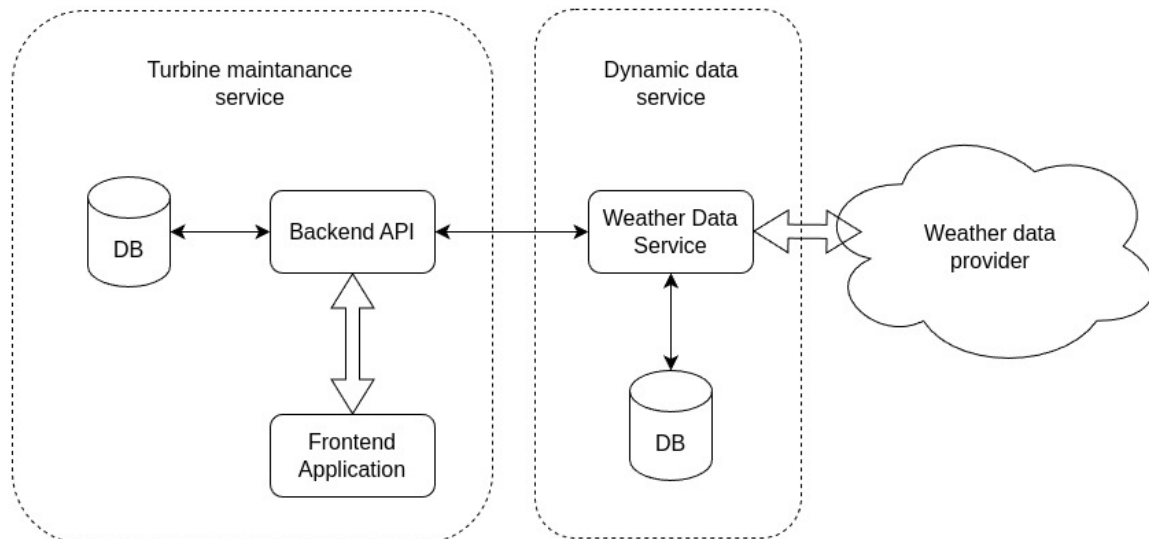 Turbine maintanance
service
Dynamic data
service
DB
Backend API
Weather Data
Service
Weather data
provider
Frontend
Application
DB